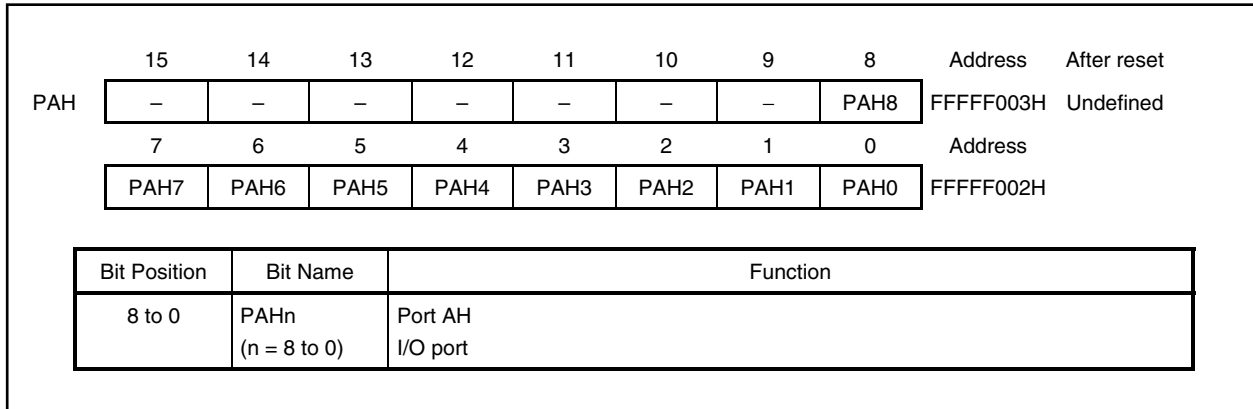 15 14 13 12 11 10 9 8 Address After reset
PAH – – – – – – – PAH8 FFFFF003H Undefined
7 6 5 4 3 2 1 0 Address
PAH7 PAH6 PAH5 PAH4 PAH3 PAH2 PAH1 PAH0 FFFFF002H
Bit Position Bit Name Function
8 to 0 PAHn Port AH
(n = 8 to 0) I/O port